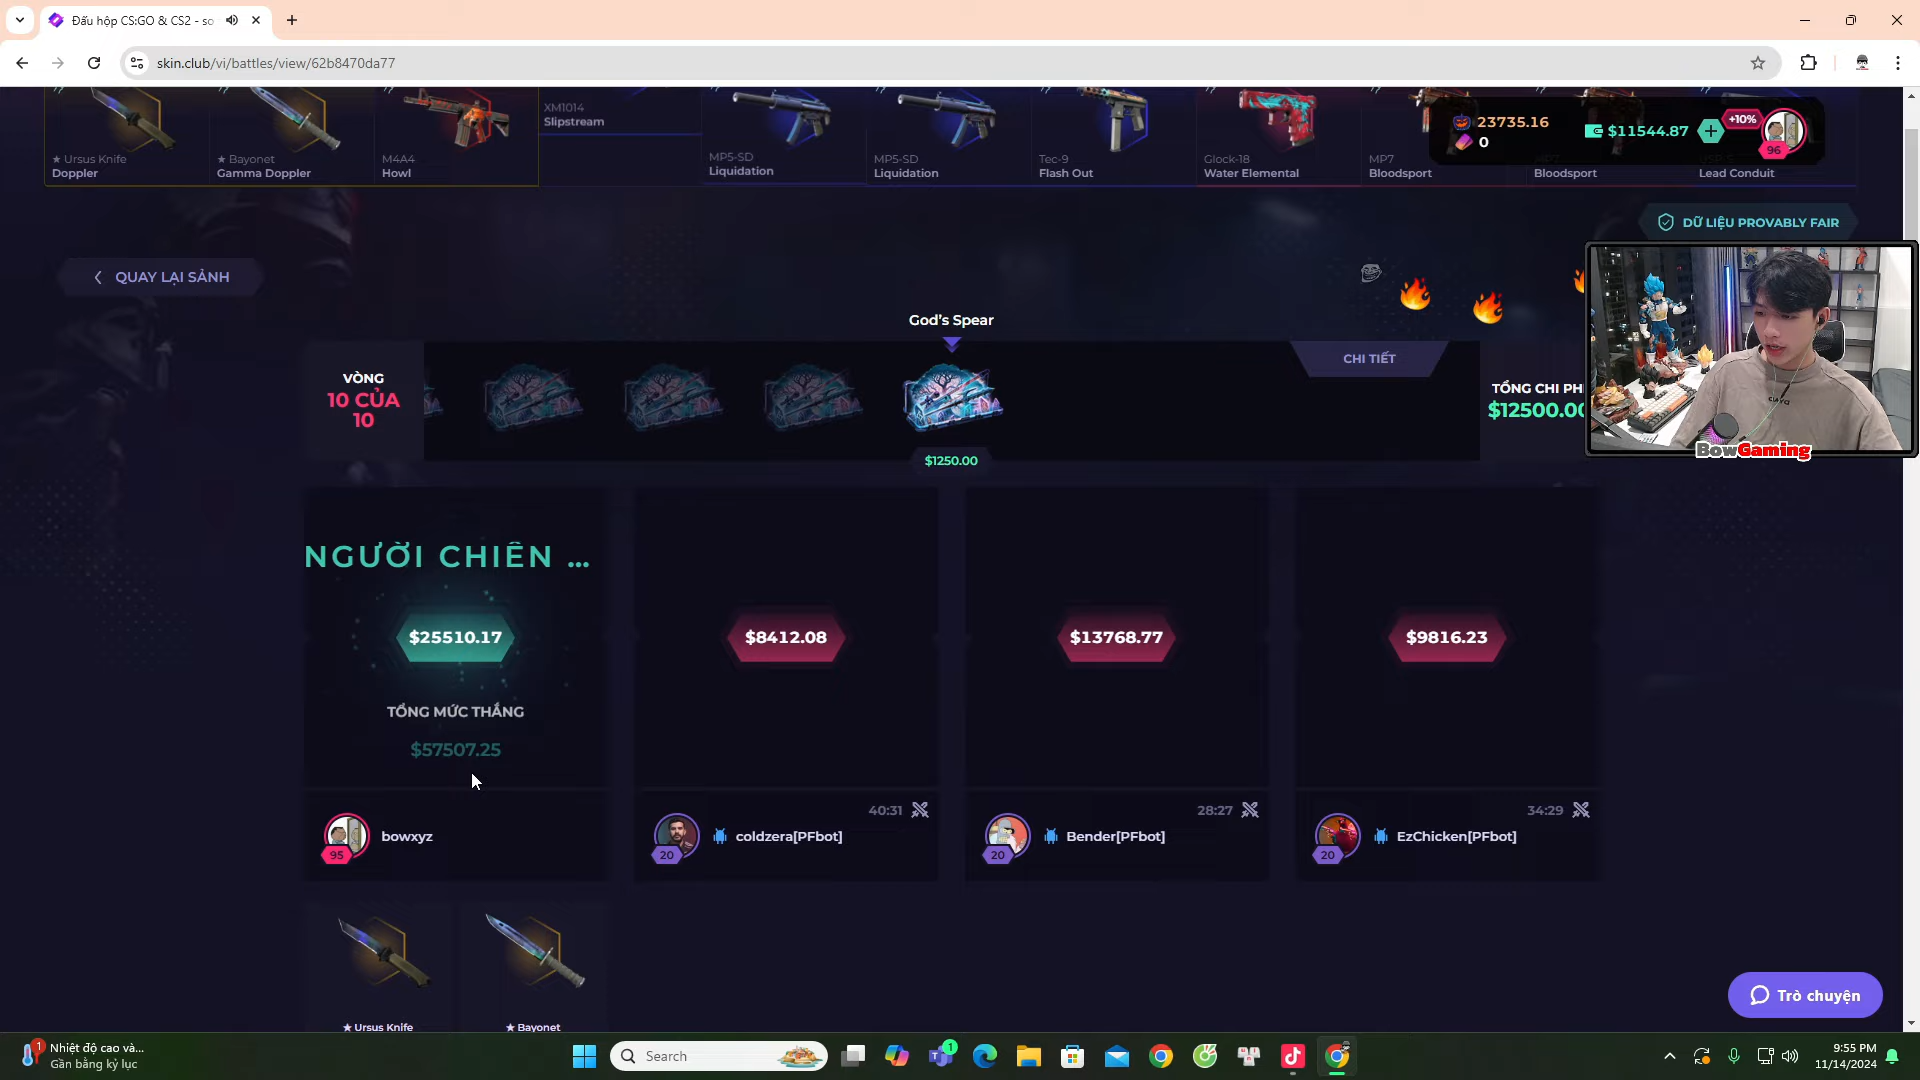 Đấu hộp CS:GO & CS2 - so
skin.club/vi/battles/view/62b8470da77
★ Ursus Knife
Doppler
★ Bayonet
Gamma Doppler
M4A4
Howl
XM1014
Slipstream
MP5-SD
Liquidation
MP5-SD
Liquidation
Tec-9
Flash Out
Glock-18
Water Elemental
MP7
Bloodsport
Bloodsport
Lead Conduit
23735.16
0
$11544.87
+10%
96
DỮ LIỆU PROVABLY FAIR
QUAY LẠI SẢNH
God's Spear
VÒNG
10 CỦA
10
CHI TIẾT
TỔNG CHI PHÍ
$12500.00
$1250.00
BowGaming
NGƯỜI CHIẾN ...
$25510.17
TỔNG MỨC THẮNG
$57507.25
$8412.08
$13768.77
$9816.23
bowxyz
95
40:31
coldzera[PFbot]
20
28:27
Bender[PFbot]
20
34:29
EzChicken[PFbot]
20
★ Ursus Knife
★ Bayonet
Trò chuyện
1
Nhiệt độ cao và...
Gần bằng kỷ lục
Search
1
9:55 PM
11/14/2024